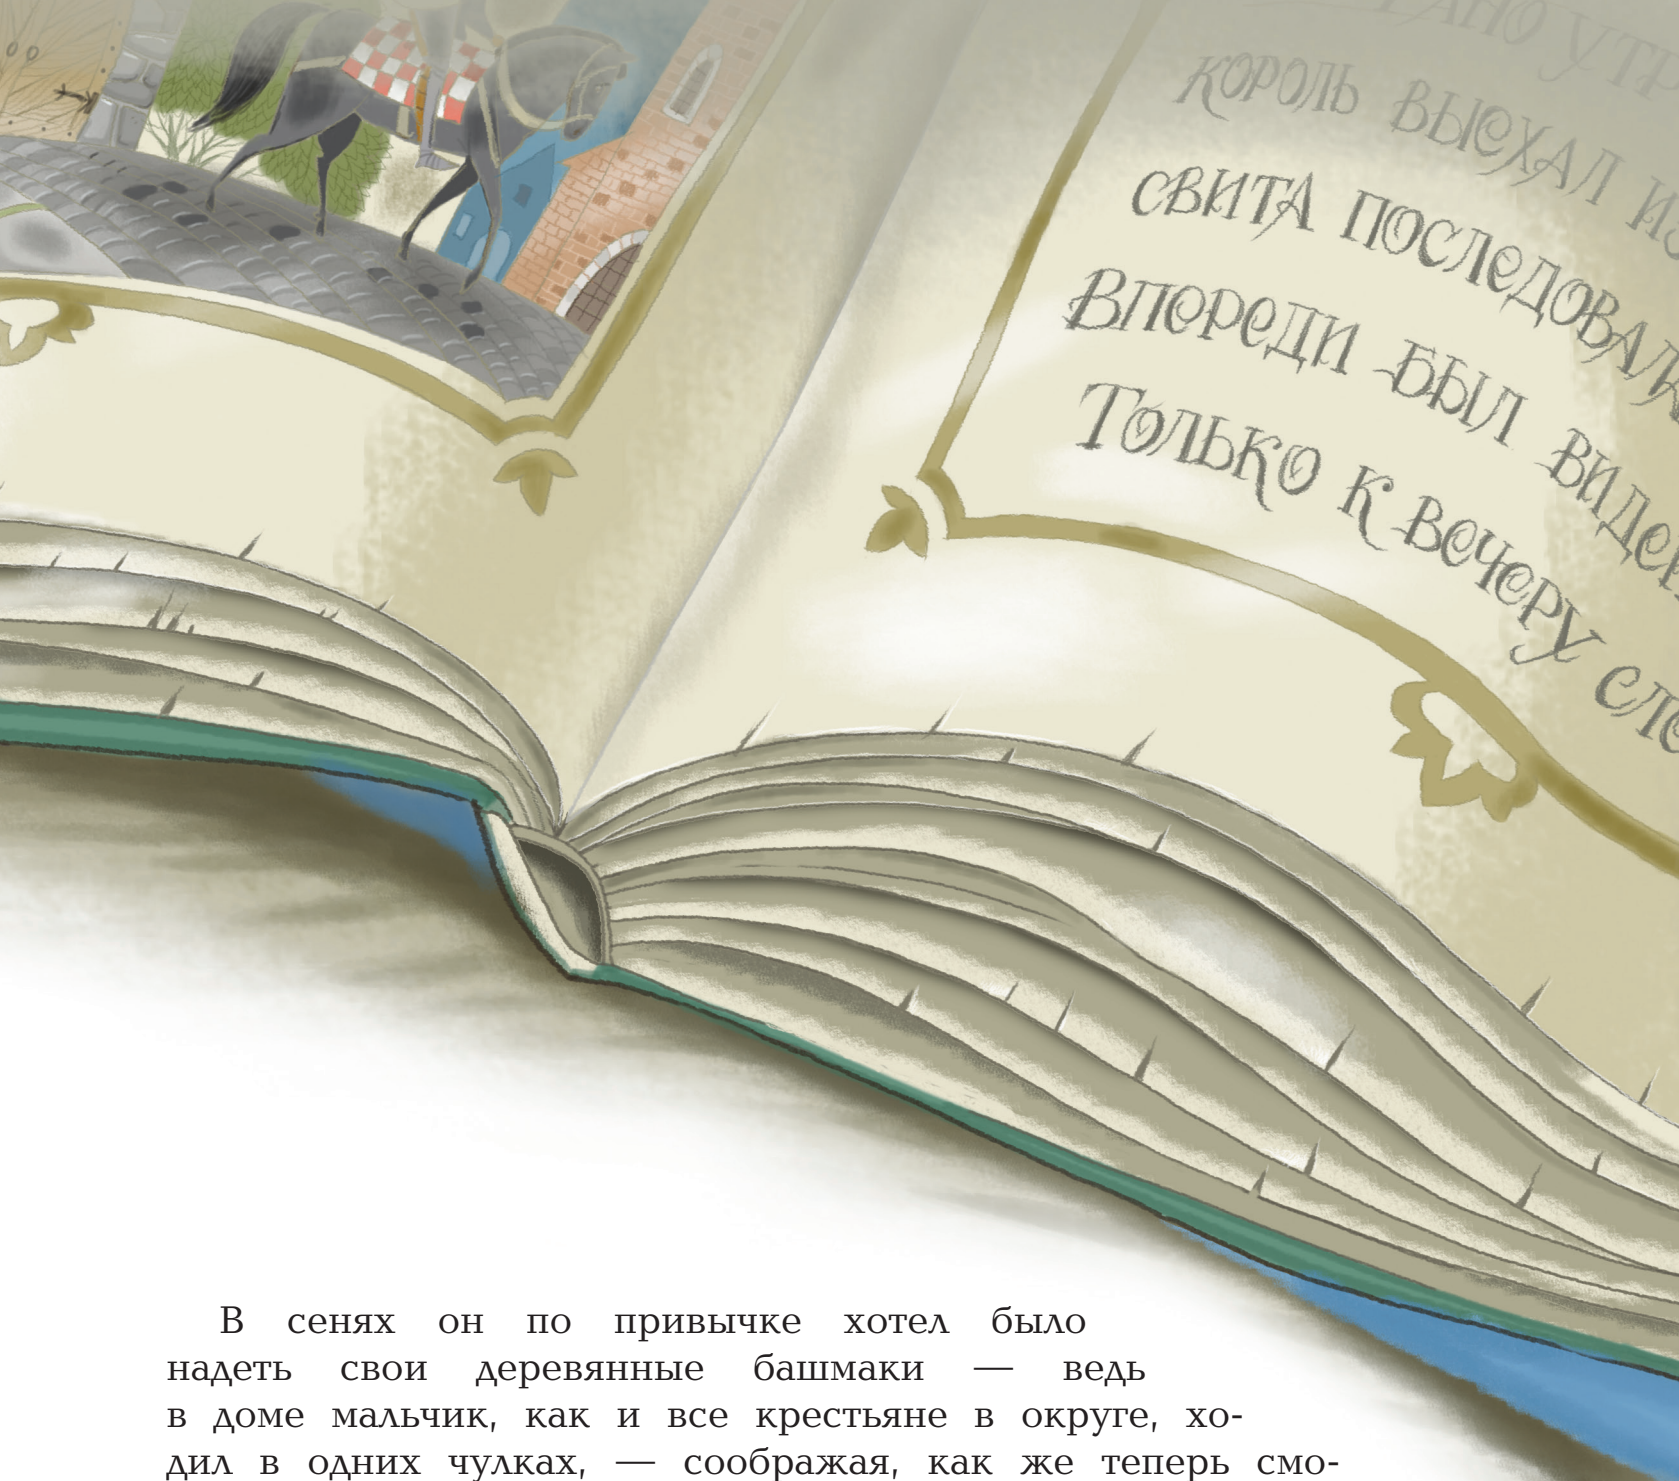 РАНО УТР
КОРОЛЬ ВЫЕХАЛ ИЗ
СВИТА ПОСЛЕДОВАЛА
ВПЕРЕДИ БЫЛ ВИДЕН
ТОЛЬКО К ВЕЧЕРУ СЛЕ
В сенях он по привычке хотел было
надеть свои деревянные башмаки — ведь
в доме мальчик, как и все крестьяне в округе, хо-
дил в одних чулках, — соображая, как же теперь смо-